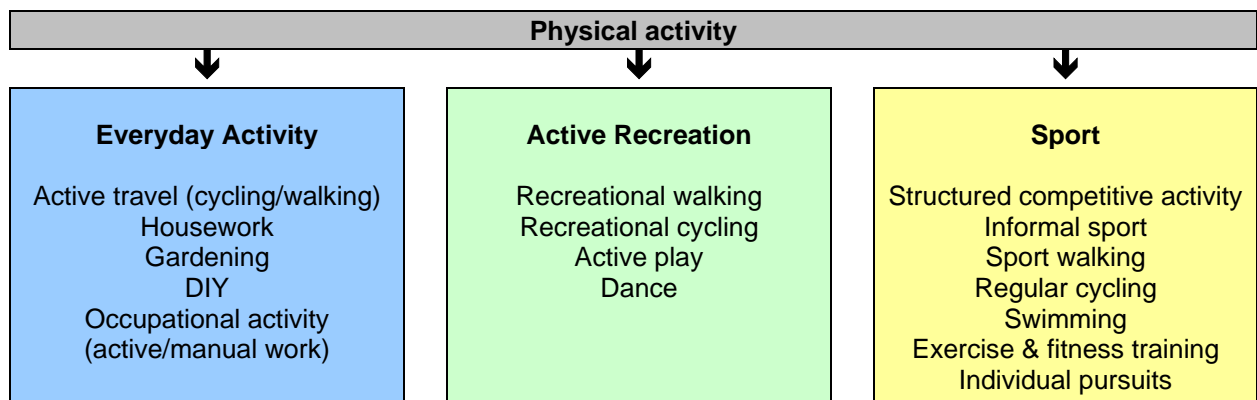 Physical activity
Everyday Activity
Active travel (cycling/walking)
Housework
Gardening
DIY
Occupational activity
(active/manual work)
Active Recreation
Recreational walking
Recreational cycling
Active play
Dance
Sport
Structured competitive activity
Informal sport
Sport walking
Regular cycling
Swimming
Exercise & fitness training
Individual pursuits